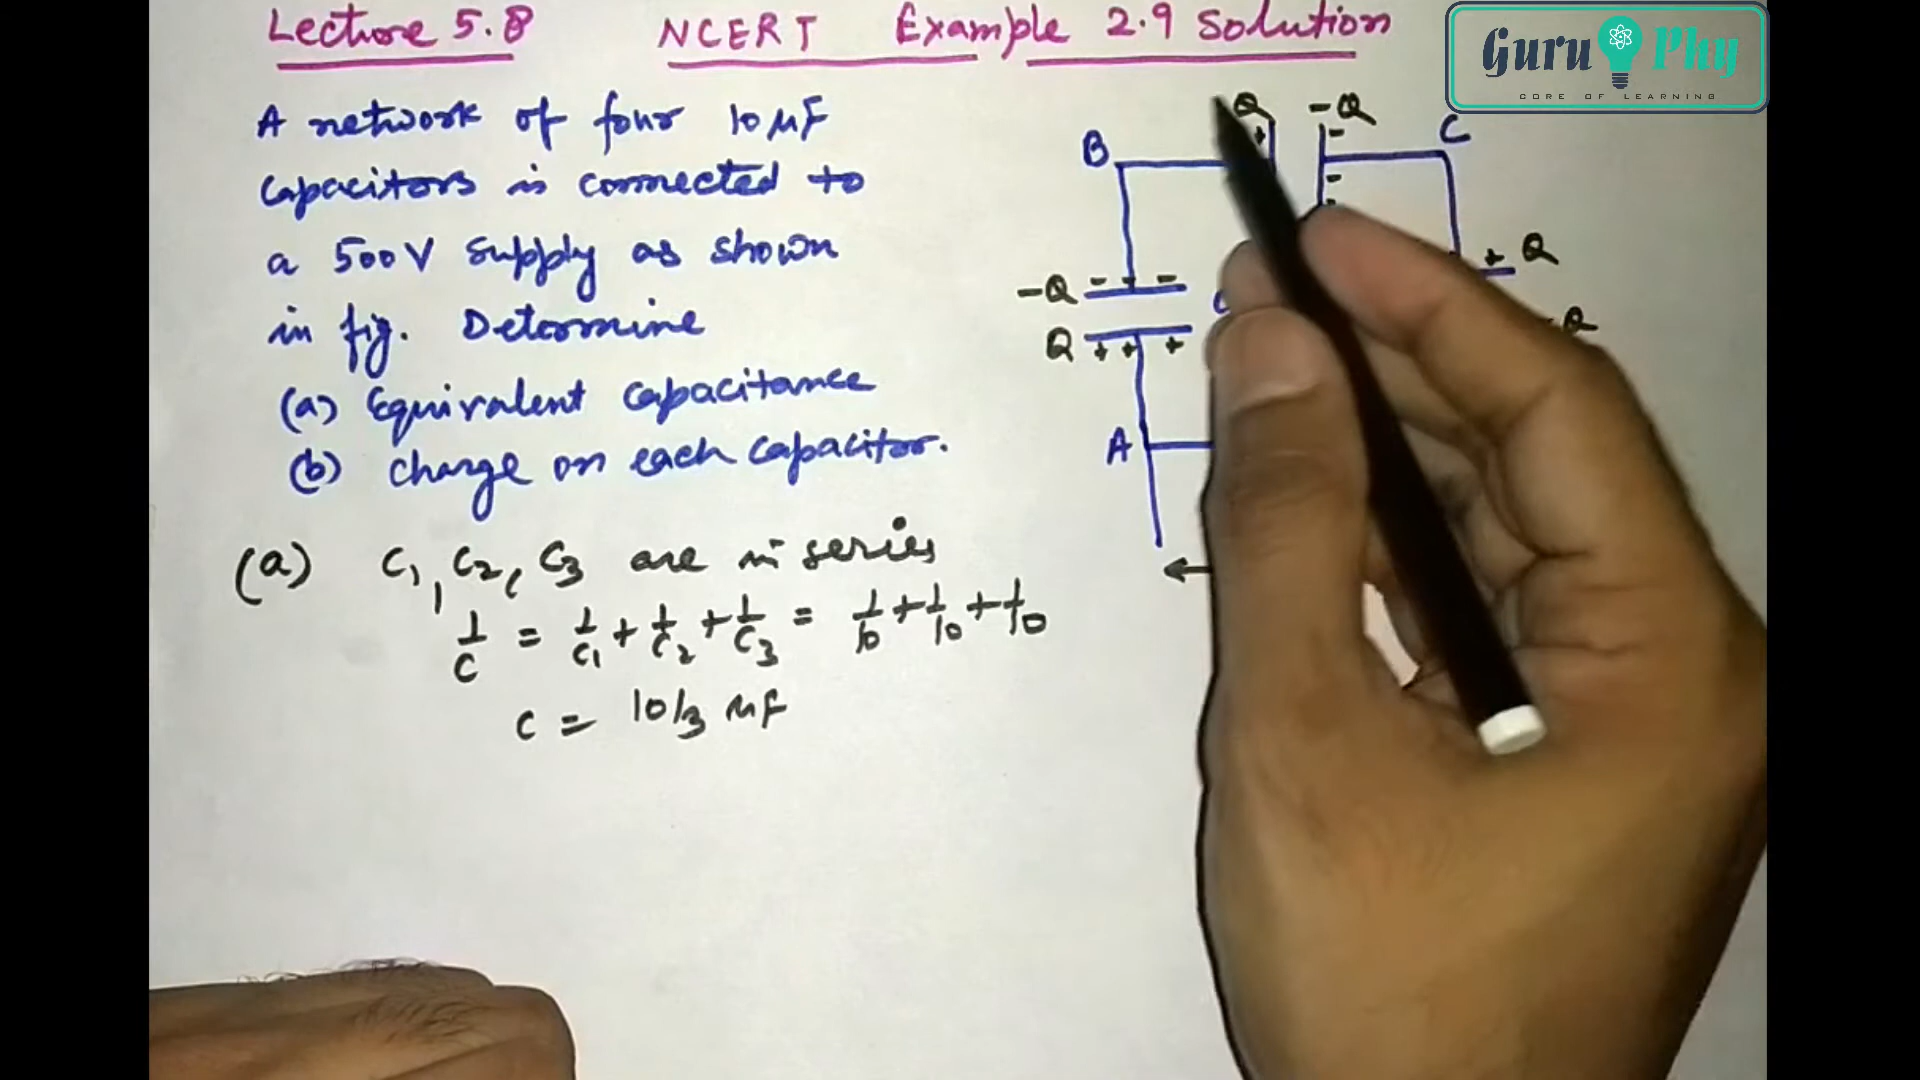 Lecture 5.8 NCERT Example 2.9 Solution
Guru Phy
CORE OF LEARNING
A network of four 10 μF
capacitors is connected to
a 500V supply as shown
in fig. Determine
(a) Equivalent capacitance
(b) charge on each capacitor.
Q
-Q
B
C
+
-
-
+ Q
-Q - - -
Q + + +
Q
A
(a) C1, C2, C3 are in series
1/C = 1/C1 + 1/C2 + 1/C3 = 1/10 + 1/10 + 1/10
C = 10/3 μF